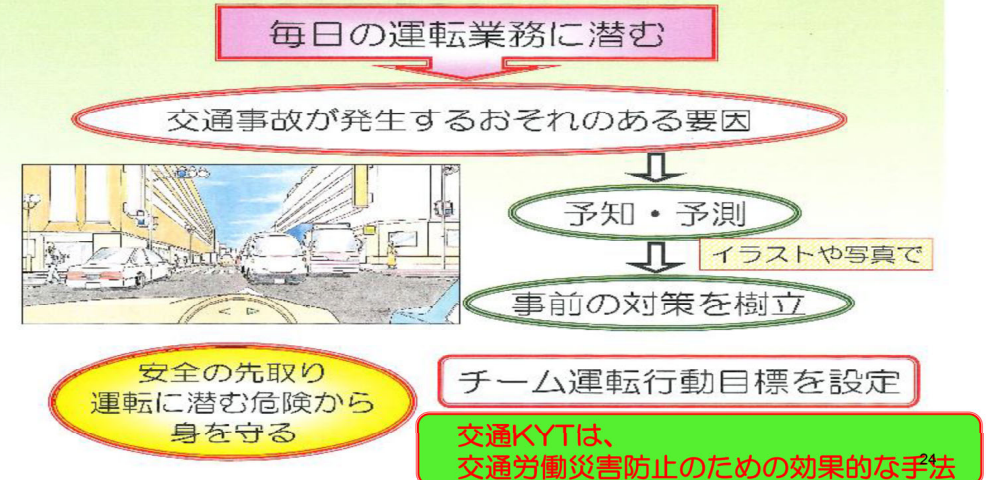 毎日の運転業務に潜む
交通事故が発生するおそれのある要因
予知・予測
イラストや写真で
事前の対策を樹立
安全の先取り
運転に潜む危険から
身を守る
チーム運転行動目標を設定
交通KYTは、
交通労働災害防止のための効果的な手法
24